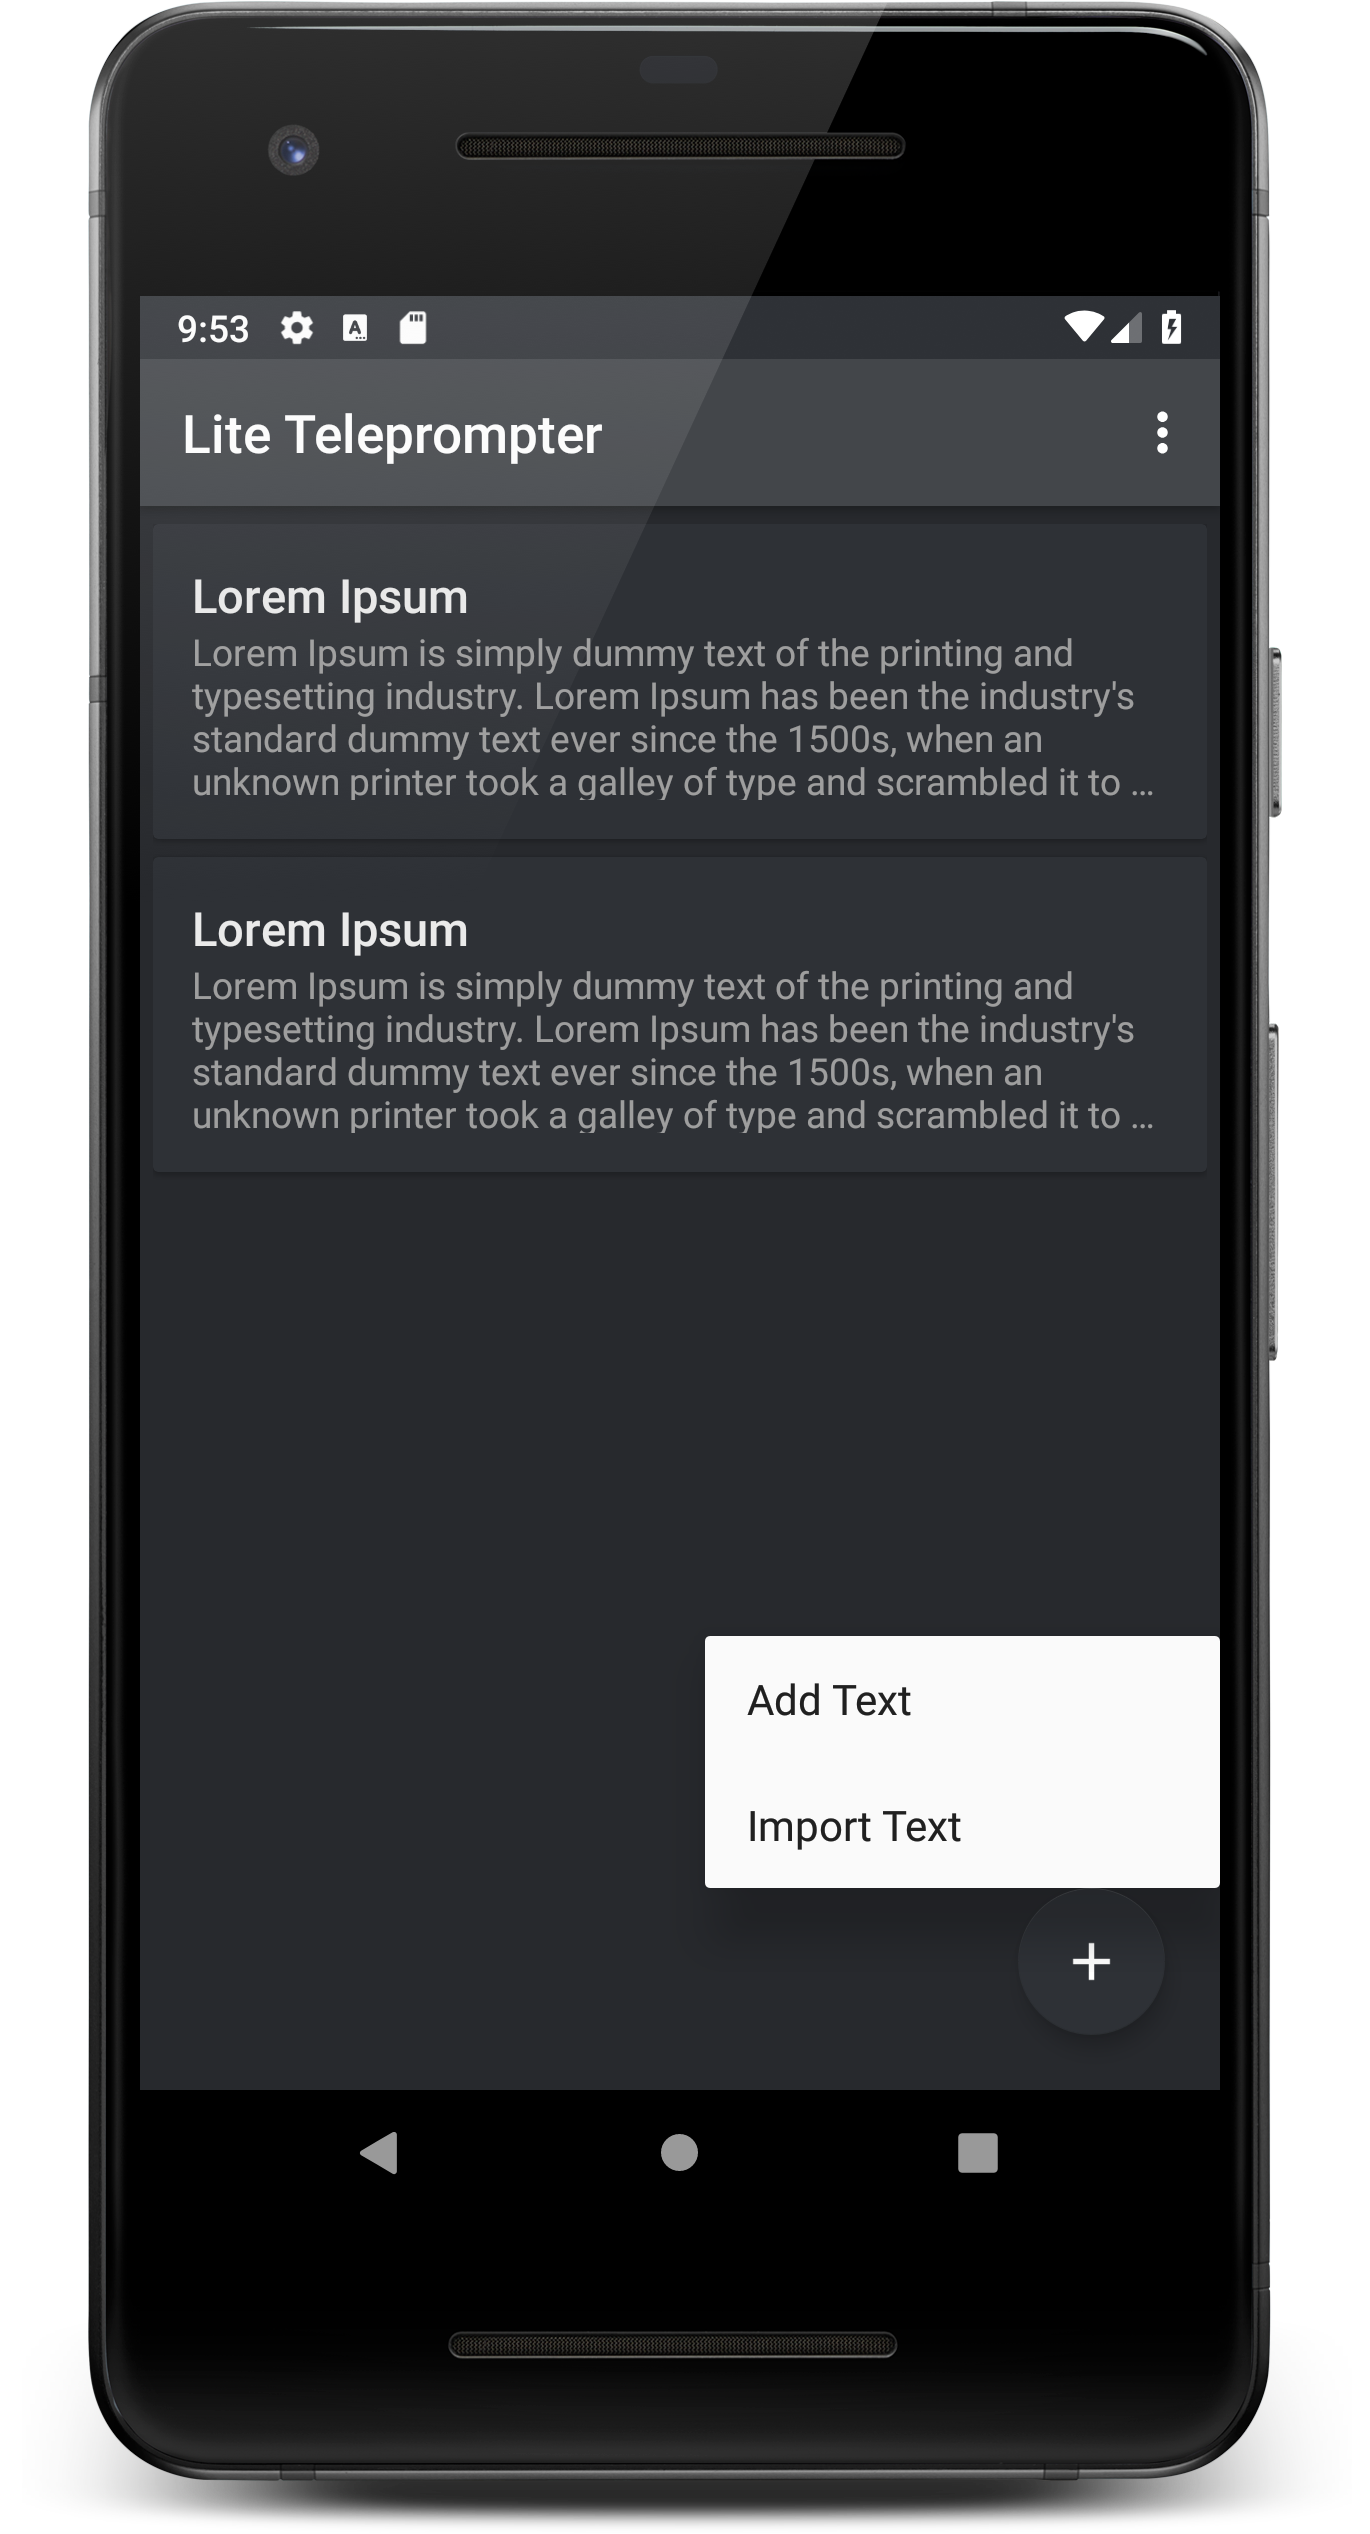 9:53
Lite Teleprompter
Lorem Ipsum
Lorem Ipsum is simply dummy text of the printing and
typesetting industry. Lorem Ipsum has been the industry's
standard dummy text ever since the 1500s, when an
unknown printer took a galley of type and scrambled it to ...
Lorem Ipsum
Lorem Ipsum is simply dummy text of the printing and
typesetting industry. Lorem Ipsum has been the industry's
standard dummy text ever since the 1500s, when an
unknown printer took a galley of type and scrambled it to ...
Add Text
Import Text